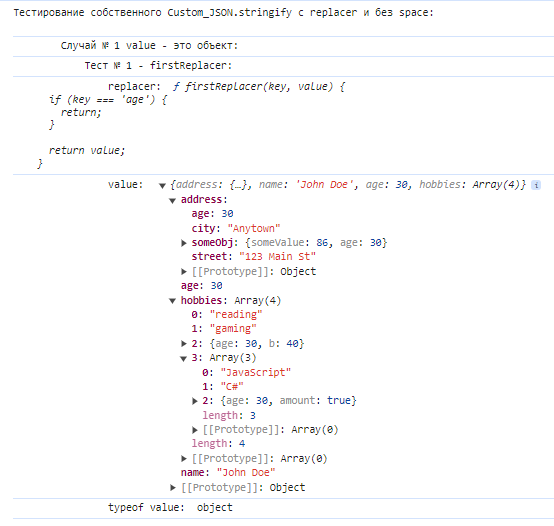 Тестирование собственного Custom_JSON.stringify с replacer и без space:
Случай № 1 value - это объект:
Тест № 1 - firstReplacer:
replacer:  ƒ firstReplacer(key, value) {
if (key === 'age') {
return;
}
return value;
}
value:  ▼ {address: {…}, name: 'John Doe', age: 30, hobbies: Array(4)} i
▼ address:
age: 30
city: "Anytown"
▶ someObj: {someValue: 86, age: 30}
street: "123 Main St"
▶ [[Prototype]]: Object
age: 30
▼ hobbies: Array(4)
0: "reading"
1: "gaming"
▶ 2: {age: 30, b: 40}
▼ 3: Array(3)
0: "JavaScript"
1: "C#"
▶ 2: {age: 30, amount: true}
length: 3
▶ [[Prototype]]: Array(0)
length: 4
▶ [[Prototype]]: Array(0)
name: "John Doe"
▶ [[Prototype]]: Object
typeof value:  object